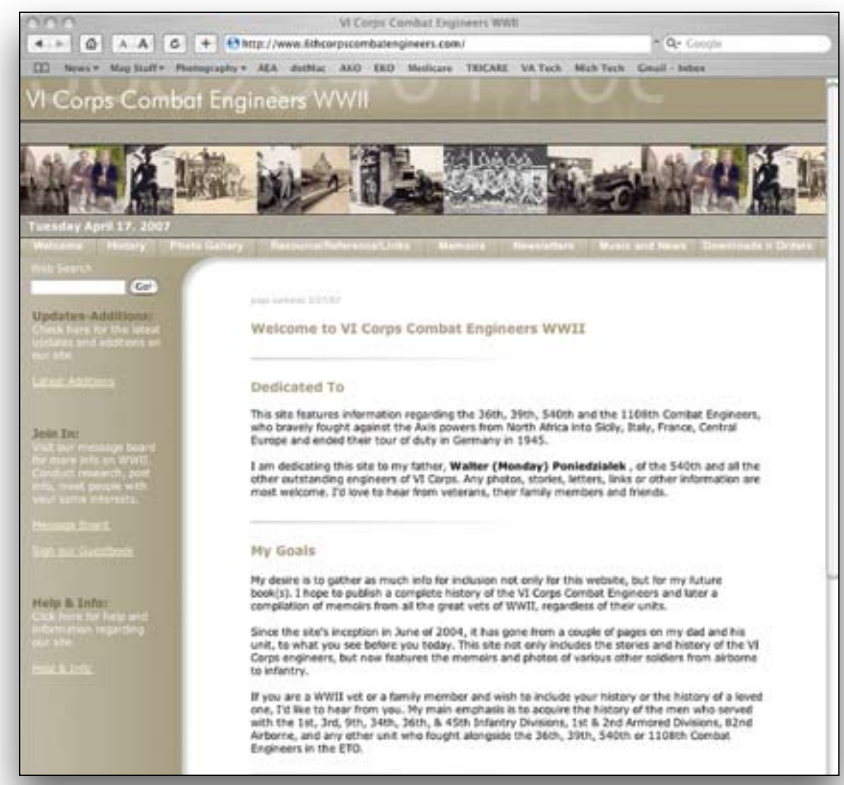 VI Corps Combat Engineers WWII
A A C + http://www.6thcorpscombatengineers.com/ Q Google
News Mag Stuff Photography AEA dotMac AKO EKO Medicare TRICARE VA Tech Mich Tech Gmail - Inbox
VI Corps Combat Engineers WWII
Tuesday April 17, 2007
Welcome History Photo Gallery Resource/Reference/Links Memoirs Newsletters Music and News Downloads n Orders
Web Search
Go!
Updates-Additions:
Check here for the latest
updates and additions on
our site.
Latest Additions
Join In:
Visit our message board
for more info on WWII.
Conduct research, post
info, meet people with
your same interests.
Message Board
Sign our Guestbook
Help & Info:
Click here for help and
information regarding
our site.
Help & Info
Welcome to VI Corps Combat Engineers WWII
Dedicated To
This site features information regarding the 36th, 39th, 540th and the 1108th Combat Engineers,
who bravely fought against the Axis powers from North Africa into Sicily, Italy, France, Central
Europe and ended their tour of duty in Germany in 1945.
I am dedicating this site to my father, Walter (Monday) Poniedzialek , of the 540th and all the
other outstanding engineers of VI Corps. Any photos, stories, letters, links or other information are
most welcome. I'd love to hear from veterans, their family members and friends.
My Goals
My desire is to gather as much info for inclusion not only for this website, but for my future
book(s). I hope to publish a complete history of the VI Corps Combat Engineers and later a
compilation of memoirs from all the great vets of WWII, regardless of their units.
Since the site's inception in June of 2004, it has gone from a couple of pages on my dad and his
unit, to what you see before you today. This site not only includes the stories and history of the VI
Corps engineers, but now features the memoirs and photos of various other soldiers from airborne
to infantry.
If you are a WWII vet or a family member and wish to include your history or the history of a loved
one, I'd like to hear from you. My main emphasis is to acquire the history of the men who served
with the 1st, 3rd, 9th, 34th, 36th, & 45th Infantry Divisions, 1st & 2nd Armored Divisions, 82nd
Airborne, and any other unit who fought alongside the 36th, 39th, 540th or 1108th Combat
Engineers in the ETO.